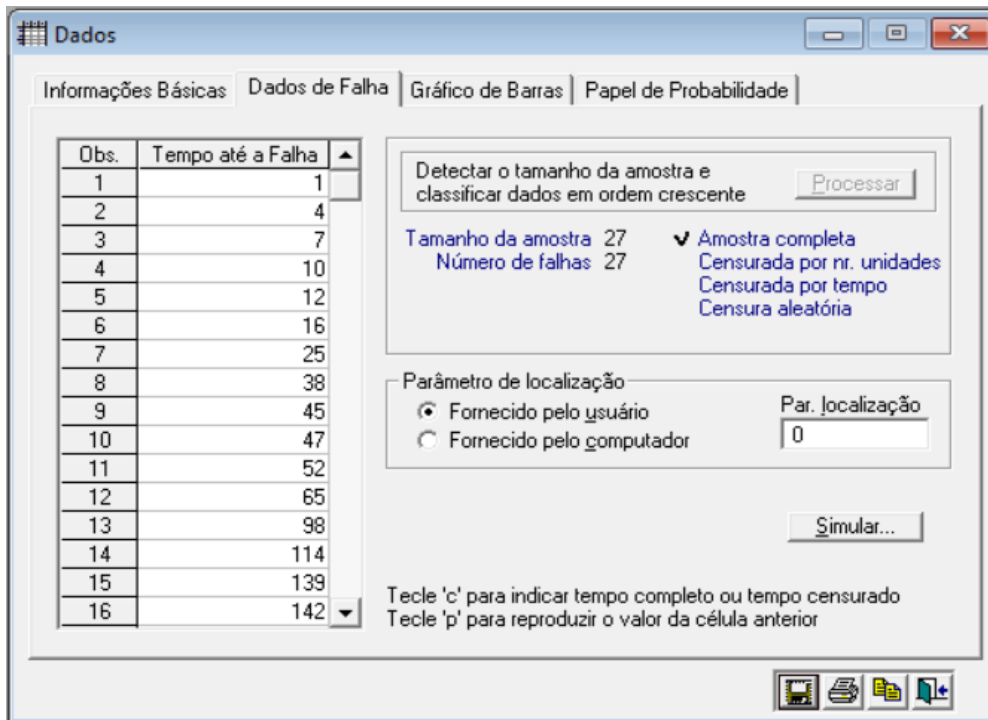 Dados
Informações Básicas Dados de Falha Gráfico de Barras Papel de Probabilidade
Obs. Tempo até a Falha
1 1
2 4
3 7
4 10
5 12
6 16
7 25
8 38
9 45
10 47
11 52
12 65
13 98
14 114
15 139
16 142
Detectar o tamanho da amostra e
classificar dados em ordem crescente
Processar
Tamanho da amostra 27
Número de falhas 27
Amostra completa
Censurada por nr. unidades
Censurada por tempo
Censura aleatória
Parâmetro de localização
Fornecido pelo usuário
Fornecido pelo computador
Par. localização
0
Simular...
Tecle 'c' para indicar tempo completo ou tempo censurado
Tecle 'p' para reproduzir o valor da célula anterior